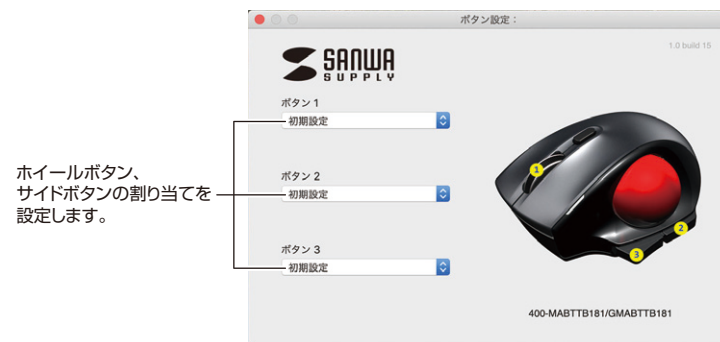 ボタン設定：
1.0 build 15
SANWA
SUPPLY
ボタン 1
初期設定
ホイールボタン、
サイドボタンの割り当てを
設定します。
ボタン 2
初期設定
ボタン 3
初期設定
1
2
3
400-MABTTB181/GMABTTB181